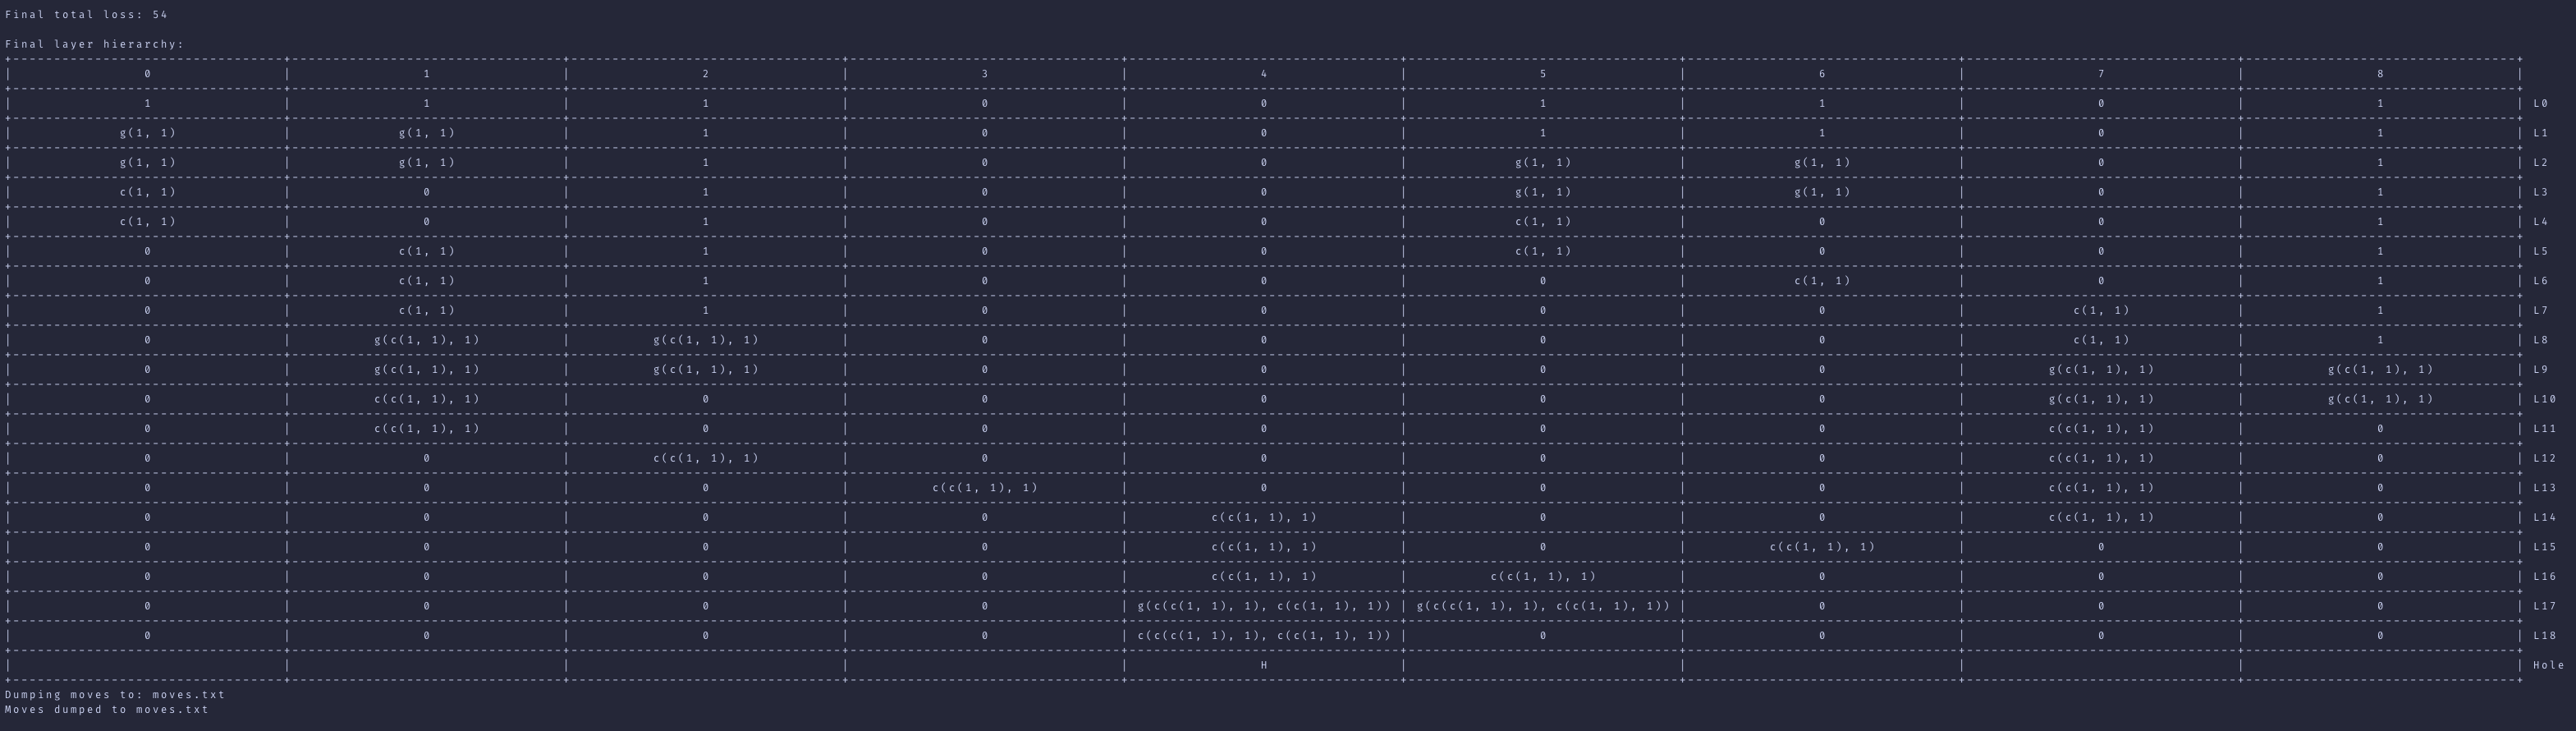 Final total loss: 54
Final layer hierarchy:
| 0 | 1 | 2 | 3 | 4 | 5 | 6 | 7 | 8 |
| 1 | 1 | 1 | 0 | 0 | 1 | 1 | 0 | 1 | L0
| g(1, 1) | g(1, 1) | 1 | 0 | 0 | 1 | 1 | 0 | 1 | L1
| g(1, 1) | g(1, 1) | 1 | 0 | 0 | g(1, 1) | g(1, 1) | 0 | 1 | L2
| c(1, 1) | 0 | 1 | 0 | 0 | g(1, 1) | g(1, 1) | 0 | 1 | L3
| c(1, 1) | 0 | 1 | 0 | 0 | c(1, 1) | 0 | 0 | 1 | L4
| 0 | c(1, 1) | 1 | 0 | 0 | c(1, 1) | 0 | 0 | 1 | L5
| 0 | c(1, 1) | 1 | 0 | 0 | 0 | c(1, 1) | 0 | 1 | L6
| 0 | c(1, 1) | 1 | 0 | 0 | 0 | 0 | c(1, 1) | 1 | L7
| 0 | g(c(1, 1), 1) | g(c(1, 1), 1) | 0 | 0 | 0 | 0 | c(1, 1) | 1 | L8
| 0 | g(c(1, 1), 1) | g(c(1, 1), 1) | 0 | 0 | 0 | 0 | g(c(1, 1), 1) | g(c(1, 1), 1) | L9
| 0 | c(c(1, 1), 1) | 0 | 0 | 0 | 0 | 0 | g(c(1, 1), 1) | g(c(1, 1), 1) | L10
| 0 | c(c(1, 1), 1) | 0 | 0 | 0 | 0 | 0 | c(c(1, 1), 1) | 0 | L11
| 0 | 0 | c(c(1, 1), 1) | 0 | 0 | 0 | 0 | c(c(1, 1), 1) | 0 | L12
| 0 | 0 | 0 | c(c(1, 1), 1) | 0 | 0 | 0 | c(c(1, 1), 1) | 0 | L13
| 0 | 0 | 0 | 0 | c(c(1, 1), 1) | 0 | 0 | c(c(1, 1), 1) | 0 | L14
| 0 | 0 | 0 | 0 | c(c(1, 1), 1) | 0 | c(c(1, 1), 1) | 0 | 0 | L15
| 0 | 0 | 0 | 0 | c(c(1, 1), 1) | c(c(1, 1), 1) | 0 | 0 | 0 | L16
| 0 | 0 | 0 | 0 | g(c(c(1, 1), 1), c(c(1, 1), 1)) | g(c(c(1, 1), 1), c(c(1, 1), 1)) | 0 | 0 | 0 | L17
| 0 | 0 | 0 | 0 | c(c(c(1, 1), 1), c(c(1, 1), 1)) | 0 | 0 | 0 | 0 | L18
| | | | | H | | | | | Hole
Dumping moves to: moves.txt
Moves dumped to moves.txt